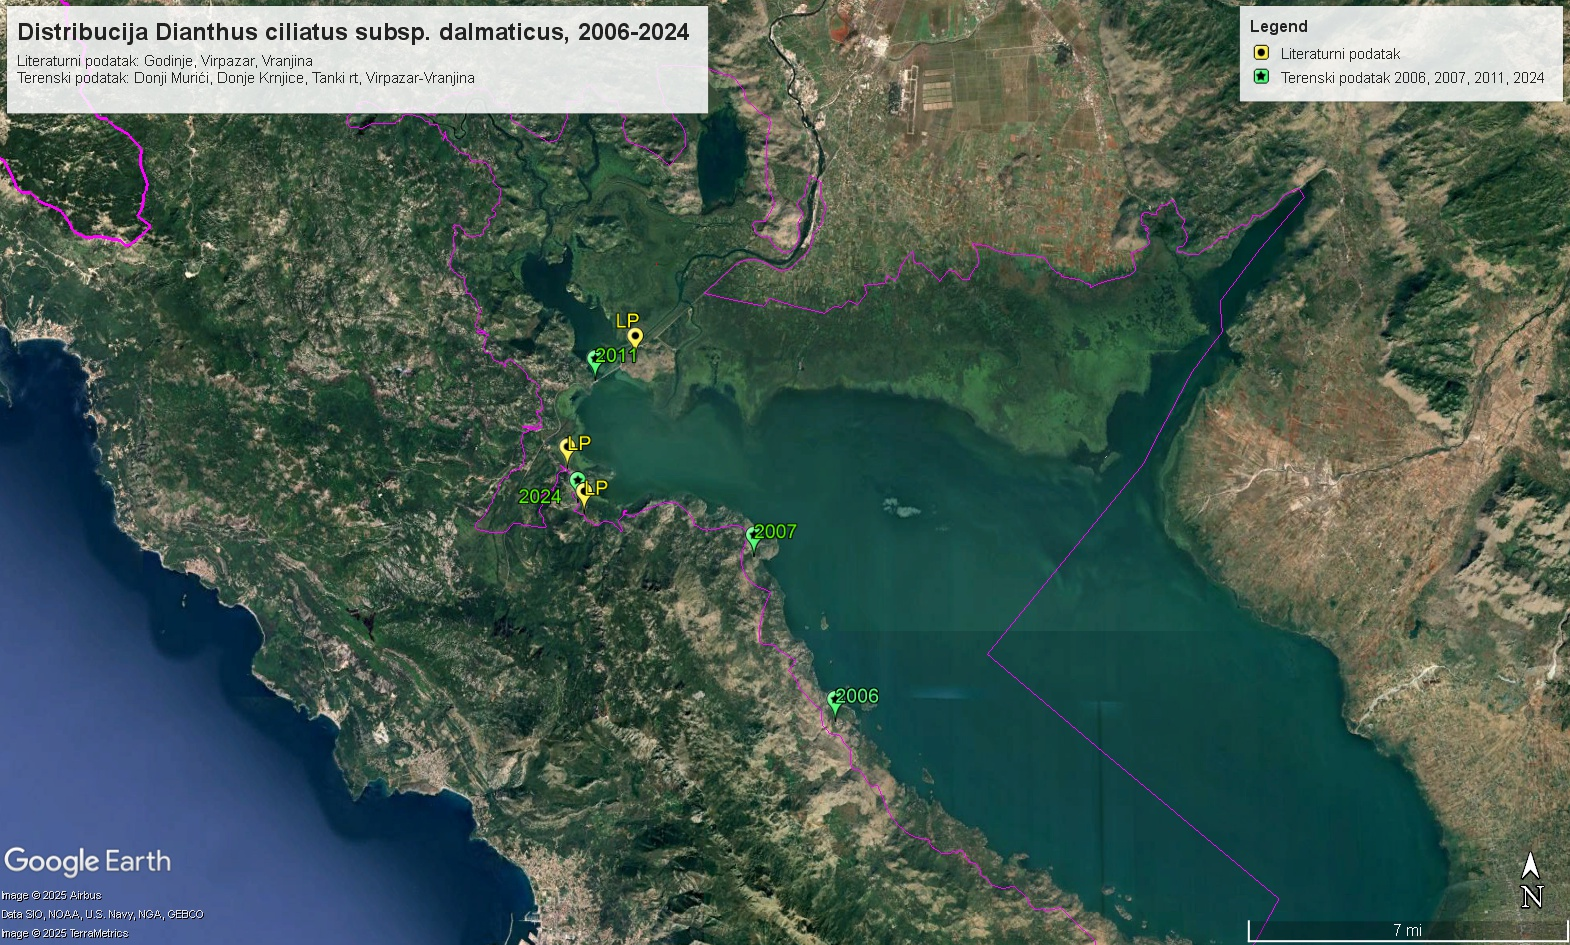 Distribucija Dianthus ciliatus subsp. dalmaticus, 2006-2024
Literaturni podatak: Godinje, Virpazar, Vranjina
Terenski podatak: Donji Murići, Donje Krnjice, Tanki rt, Virpazar-Vranjina
Legend
Literaturni podatak
Terenski podatak 2006, 2007, 2011, 2024
LP
2011
LP
LP
2024
2007
2006
Google Earth
Image © 2025 Airbus
Data SIO, NOAA, U.S. Navy, NGA, GEBCO
Image © 2025 TerraMetrics
N
7 mi